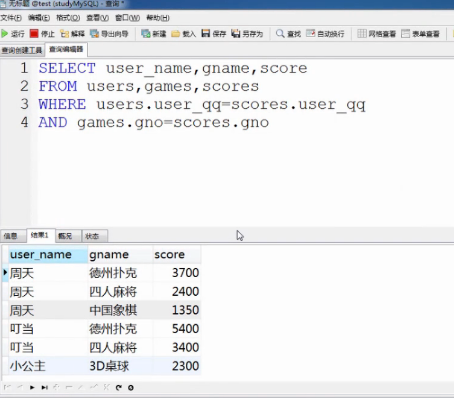 无标题 @test (studyMySQL) - 查询 *
文件(F) 编辑(E) 格式(O) 查看(V) 窗口(W) 帮助(H)
运行 停止 解释 导出向导 新建 载入 保存 另存为 查找 自动换行 网格查看 表单查看
查询创建工具 查询编辑器
1 SELECT user_name,gname,score
2 FROM users,games,scores
3 WHERE users.user_qq=scores.user_qq
4 AND games.gno=scores.gno
信息 结果1 概况 状态
user_name gname score
周天 德州扑克 3700
周天 四人麻将 2400
周天 中国象棋 1350
叮当 德州扑克 5400
叮当 四人麻将 3400
小公主 3D桌球 2300